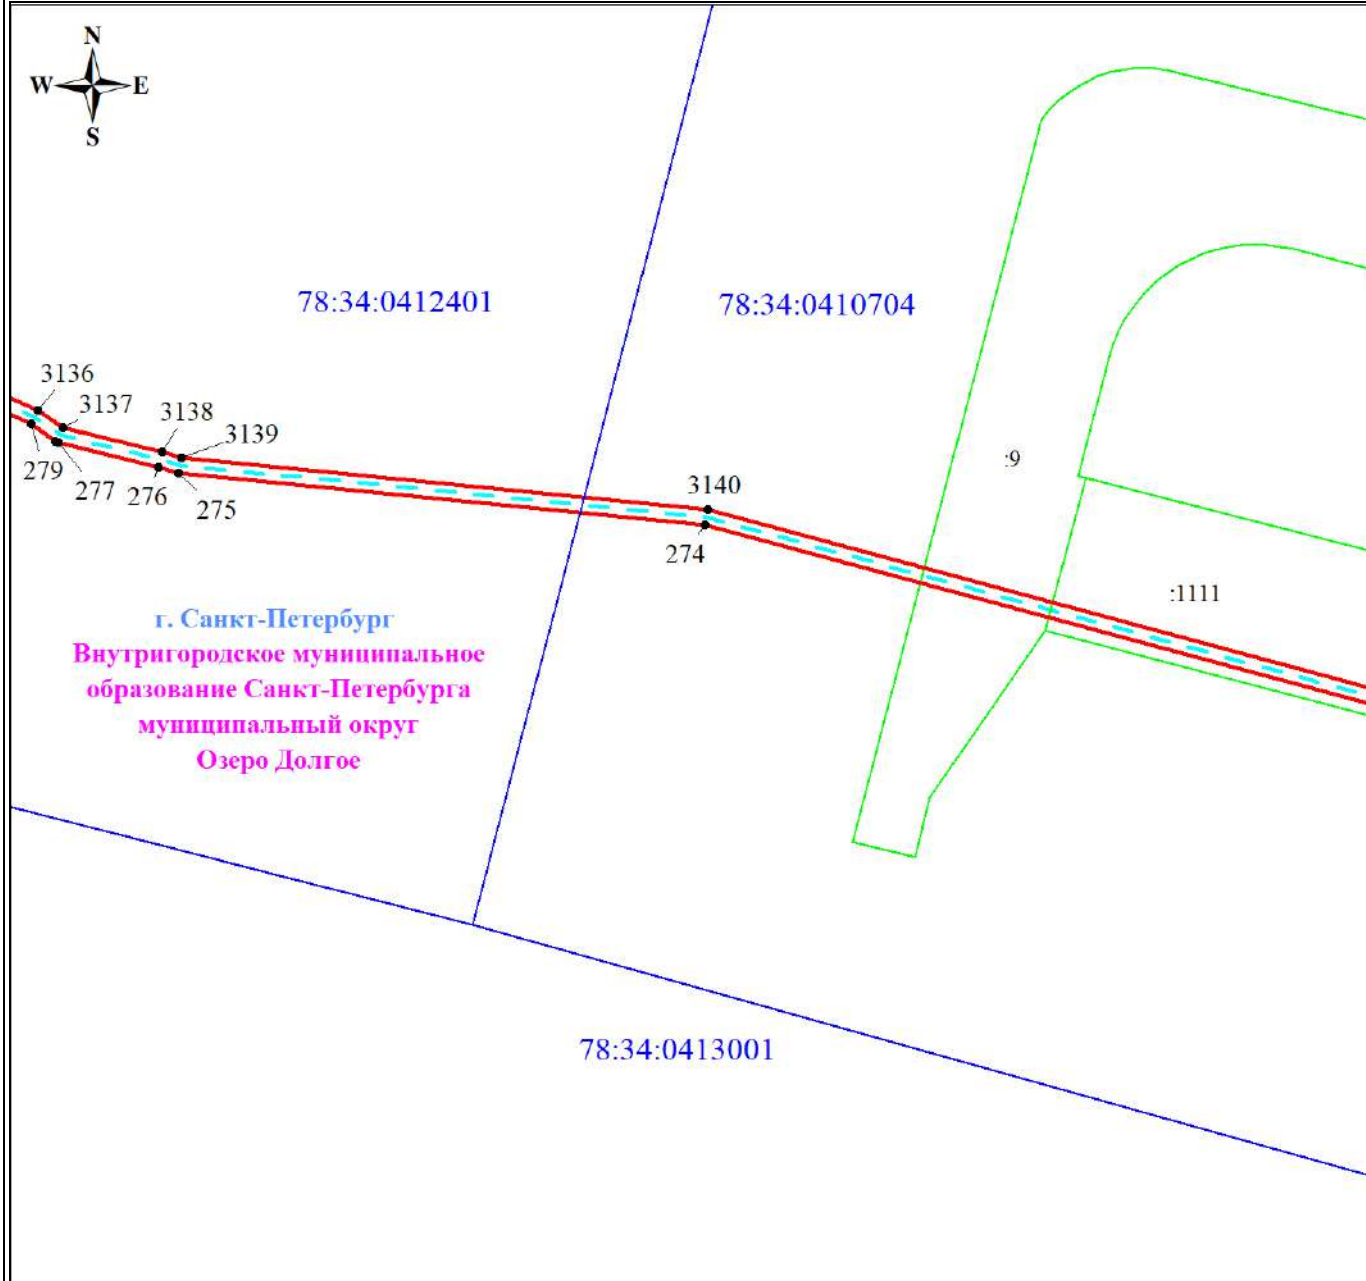 N
W E
S
78:34:0412401
78:34:0410704
3136
3137
3138
3139
279
277
276
275
3140
274
:9
:1111
г. Санкт-Петербург
Внутригородское муниципальное
образование Санкт-Петербурга
муниципальный округ
Озеро Долгое
78:34:0413001